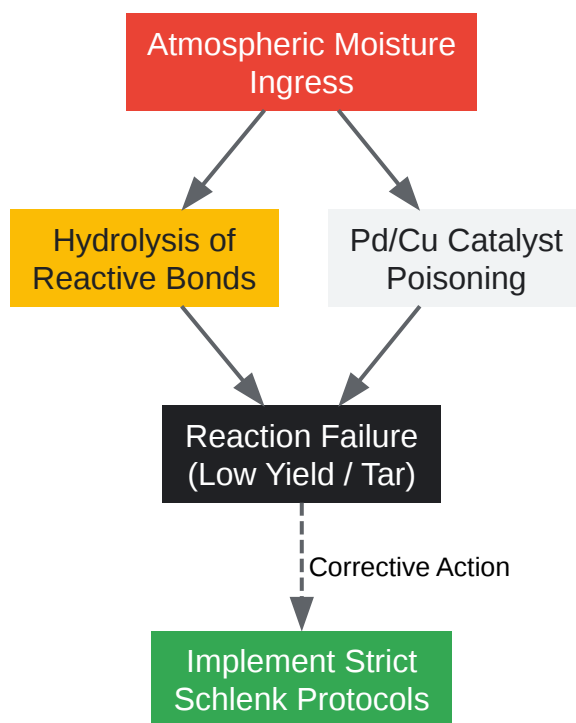 Atmospheric Moisture
Ingress
Hydrolysis of
Reactive Bonds
Pd/Cu Catalyst
Poisoning
Reaction Failure
(Low Yield / Tar)
Corrective Action
Implement Strict
Schlenk Protocols